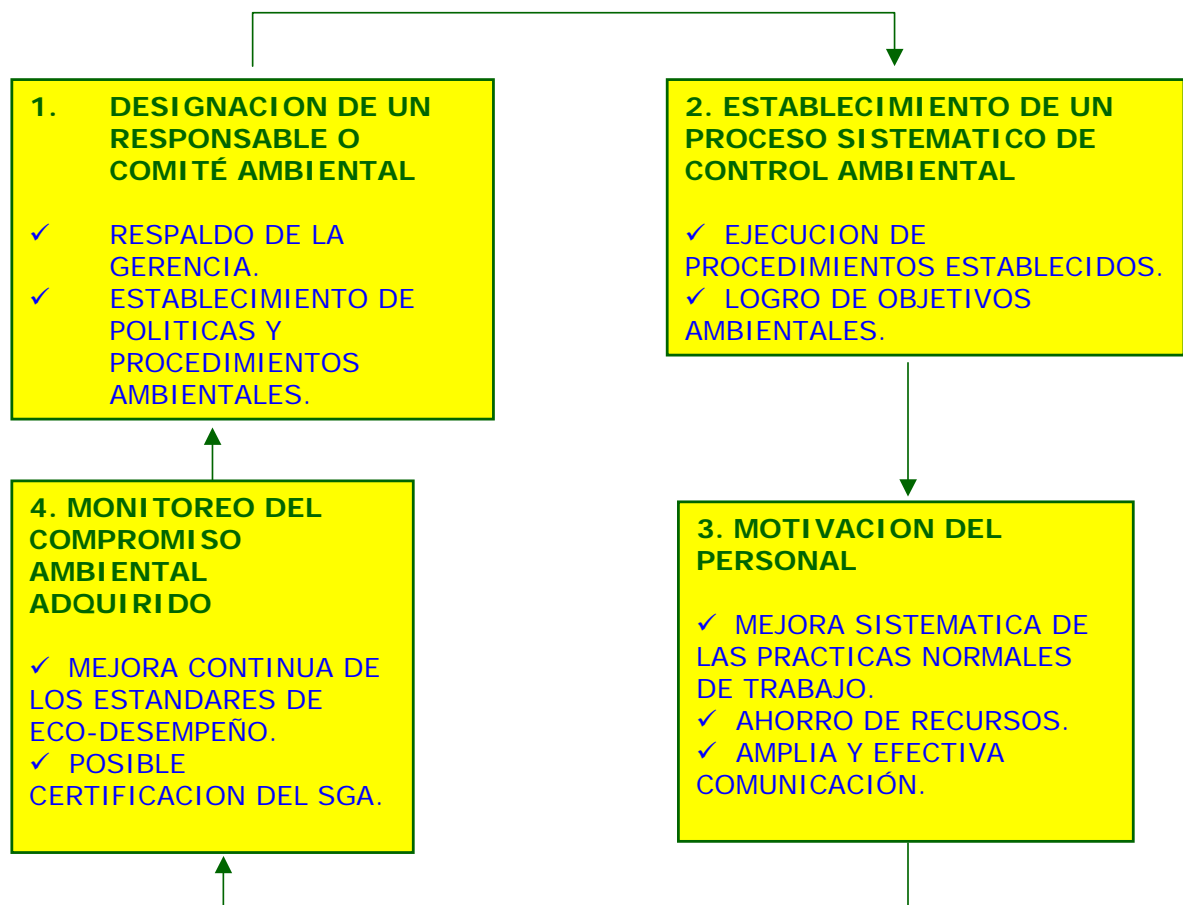 1. DESIGNACION DE UN
RESPONSABLE O
COMITÉ AMBIENTAL
✓ RESPALDO DE LA
GERENCIA.
✓ ESTABLECIMIENTO DE
POLITICAS Y
PROCEDIMIENTOS
AMBIENTALES.
2. ESTABLECIMIENTO DE UN
PROCESO SISTEMATICO DE
CONTROL AMBIENTAL
✓ EJECUCION DE
PROCEDIMIENTOS ESTABLECIDOS.
✓ LOGRO DE OBJETIVOS
AMBIENTALES.
3. MOTIVACION DEL
PERSONAL
✓ MEJORA SISTEMATICA DE
LAS PRACTICAS NORMALES
DE TRABAJO.
✓ AHORRO DE RECURSOS.
✓ AMPLIA Y EFECTIVA
COMUNICACIÓN.
4. MONITOREO DEL
COMPROMISO
AMBIENTAL
ADQUIRIDO
✓ MEJORA CONTINUA DE
LOS ESTANDARES DE
ECO-DESEMPEÑO.
✓ POSIBLE
CERTIFICACION DEL SGA.